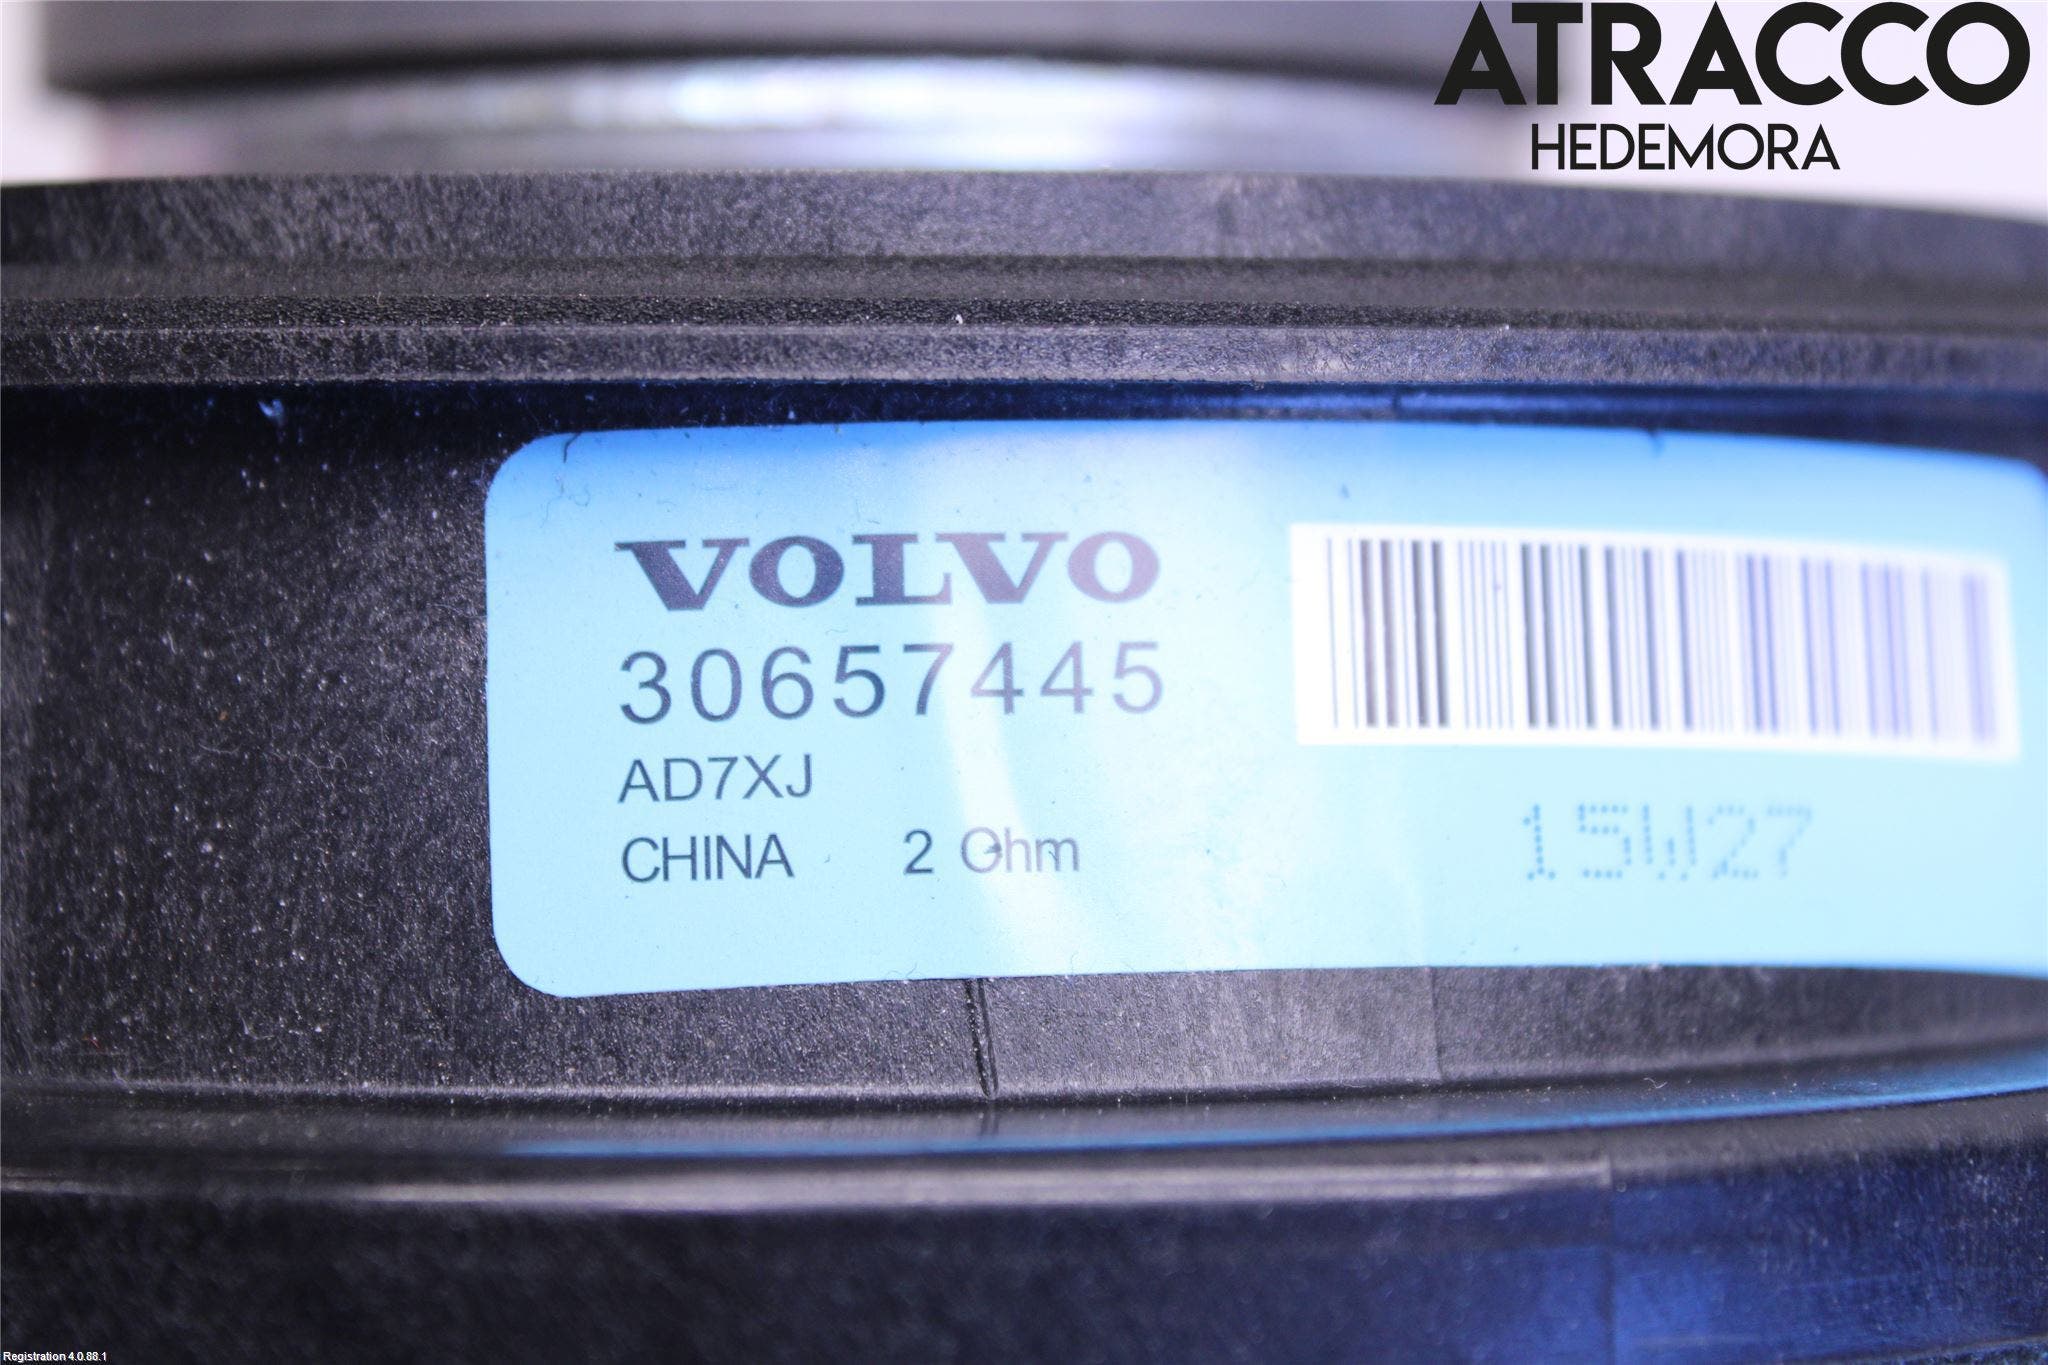 ATRACCO
HEDEMORA
VOLVO
30657445
AD7XJ
CHINA 2 Ohm
15W27
Registration 4.0.88.1